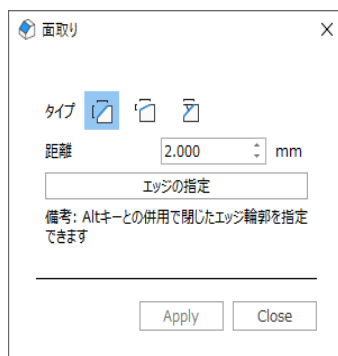 面取り
タイプ
距離 2.000 mm
エッジの指定
備考: Altキーとの併用で閉じたエッジ輪郭を指定
できます
Apply Close